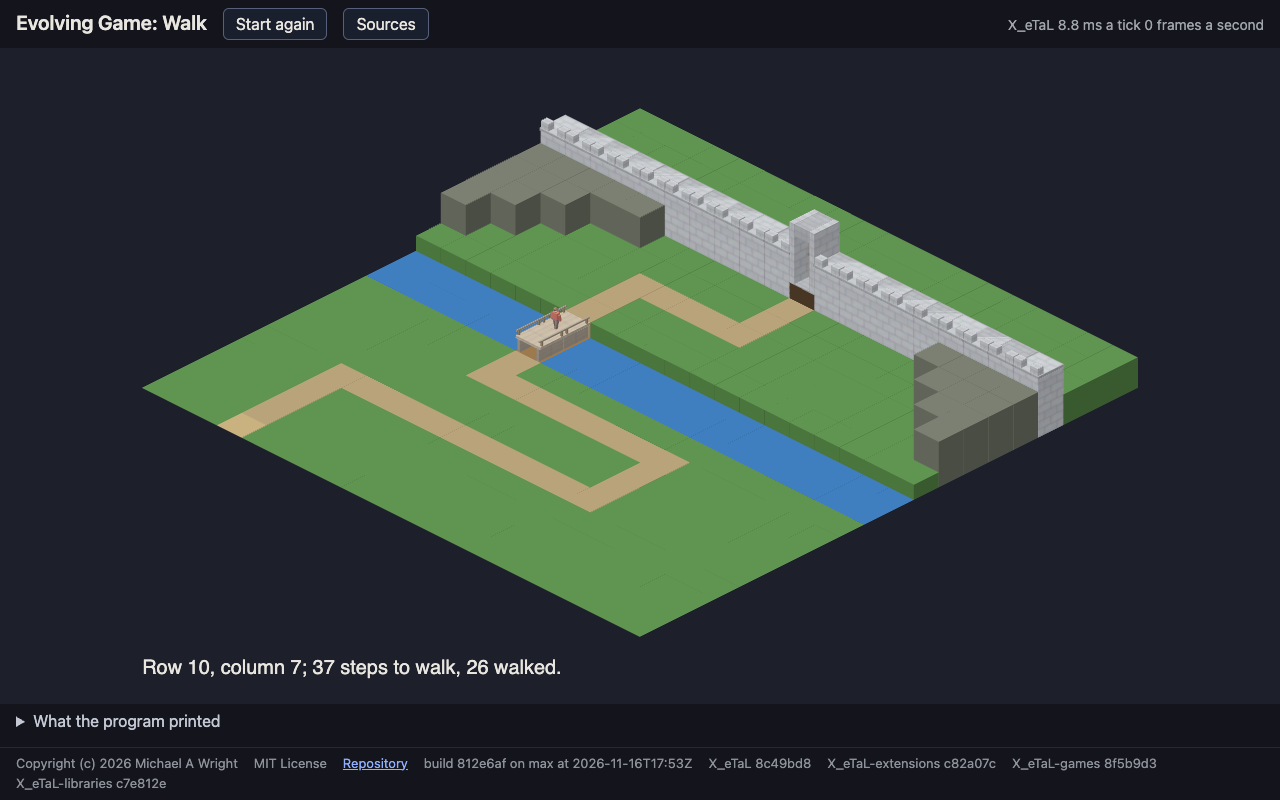 Evolving Game: Walk
Start again
Sources
X_eTaL 8.8 ms a tick 0 frames a second
Row 10, column 7; 37 steps to walk, 26 walked.
What the program printed
Copyright (c) 2026 Michael A Wright MIT License Repository build 812e6af on max at 2026-11-16T17:53Z X_eTaL 8c49bd8 X_eTaL-extensions c82a07c X_eTaL-games 8f5b9d3
X_eTaL-libraries c7e812e